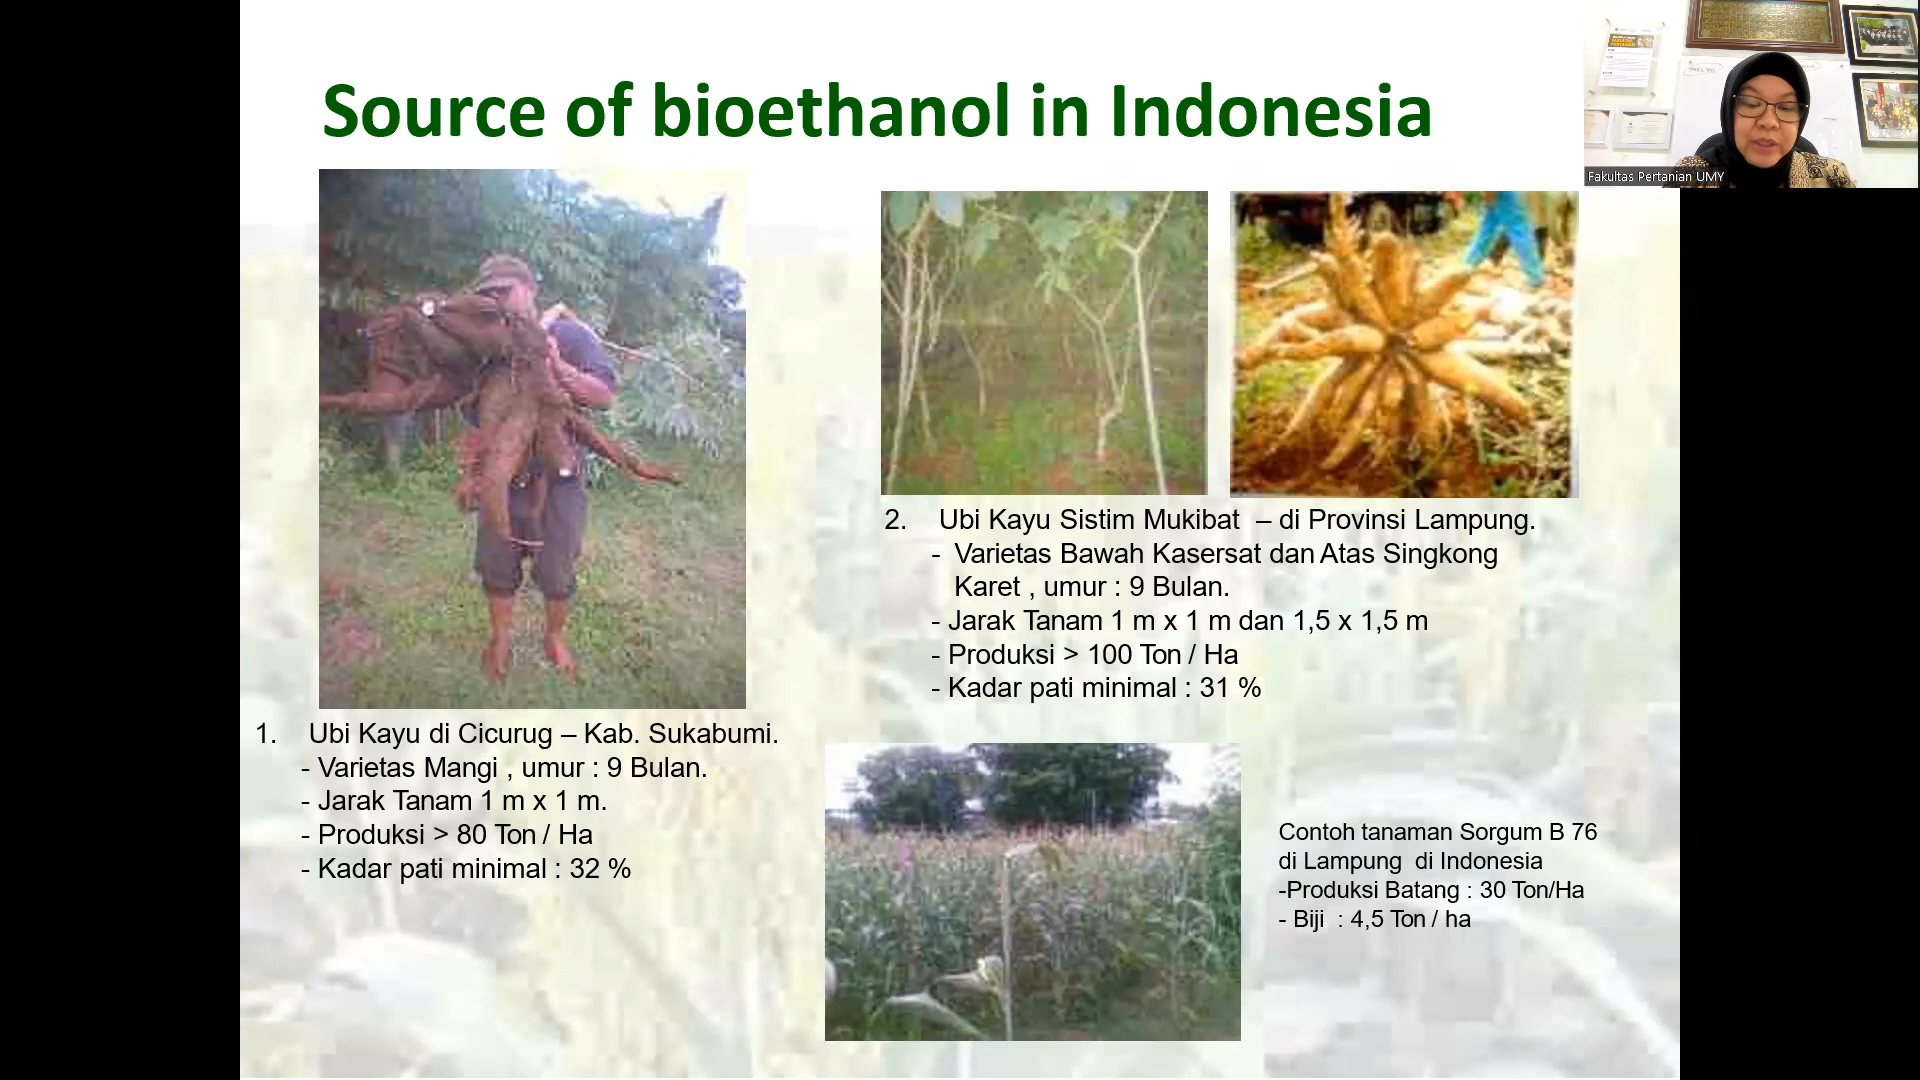 Source of bioethanol in Indonesia
Fakultas Pertanian UMY
1. Ubi Kayu di Cicurug – Kab. Sukabumi.
- Varietas Mangi , umur : 9 Bulan.
- Jarak Tanam 1 m x 1 m.
- Produksi > 80 Ton / Ha
- Kadar pati minimal : 32 %
2. Ubi Kayu Sistim Mukibat – di Provinsi Lampung.
- Varietas Bawah Kasersat dan Atas Singkong
Karet , umur : 9 Bulan.
- Jarak Tanam 1 m x 1 m dan 1,5 x 1,5 m
- Produksi > 100 Ton / Ha
- Kadar pati minimal : 31 %
Contoh tanaman Sorgum B 76
di Lampung di Indonesia
-Produksi Batang : 30 Ton/Ha
- Biji : 4,5 Ton / ha